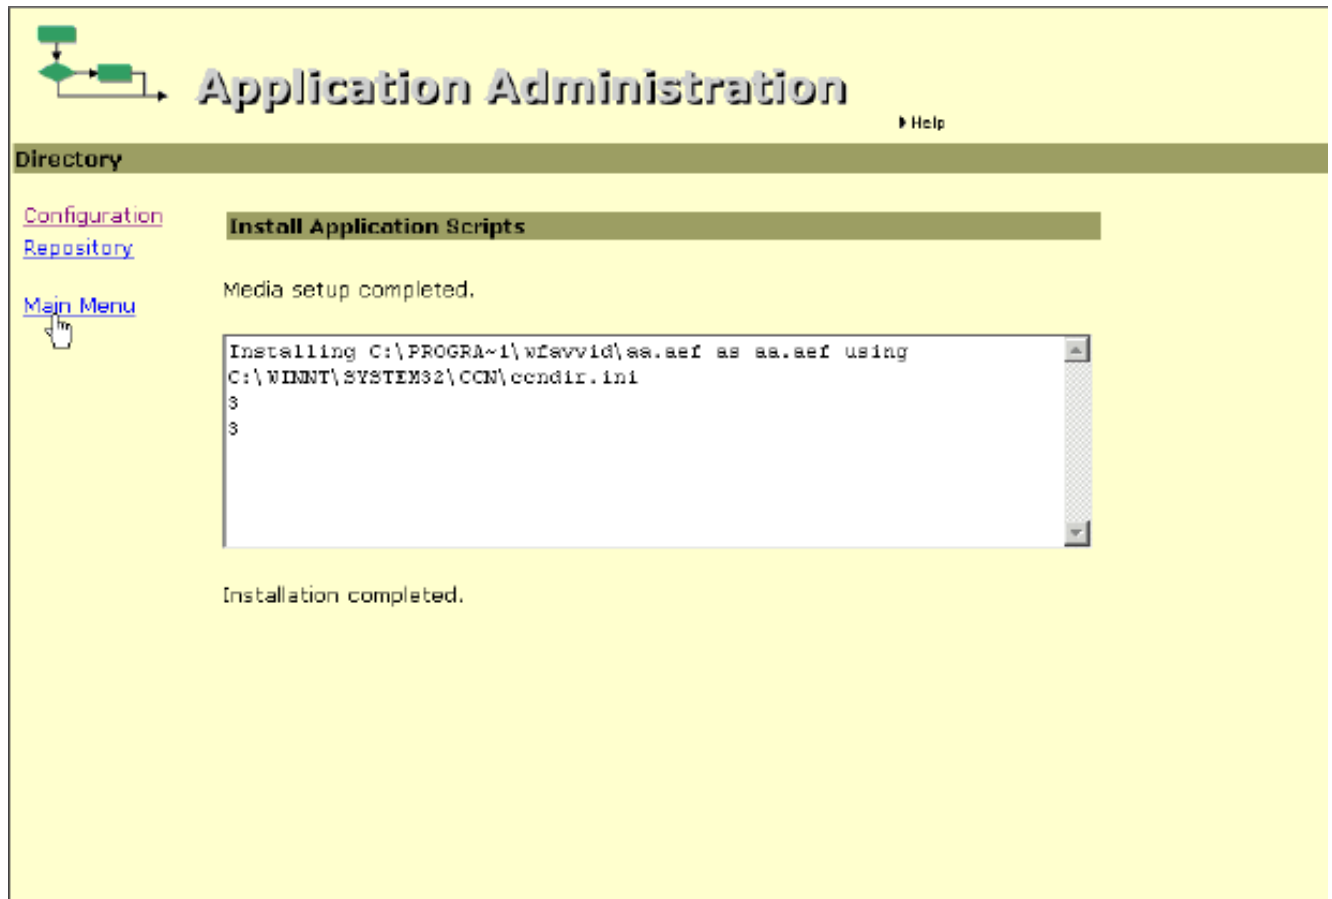 Application Administration
Help
Directory
Configuration
Repository
Main Menu
Install Application Scripts
Media setup completed.
Installing C:\PROGRA~1\wfavvid\aa.aef as aa.aef using
C:\WINNT\SYSTEM32\CCN\ccndir.ini
3
3
Installation completed.